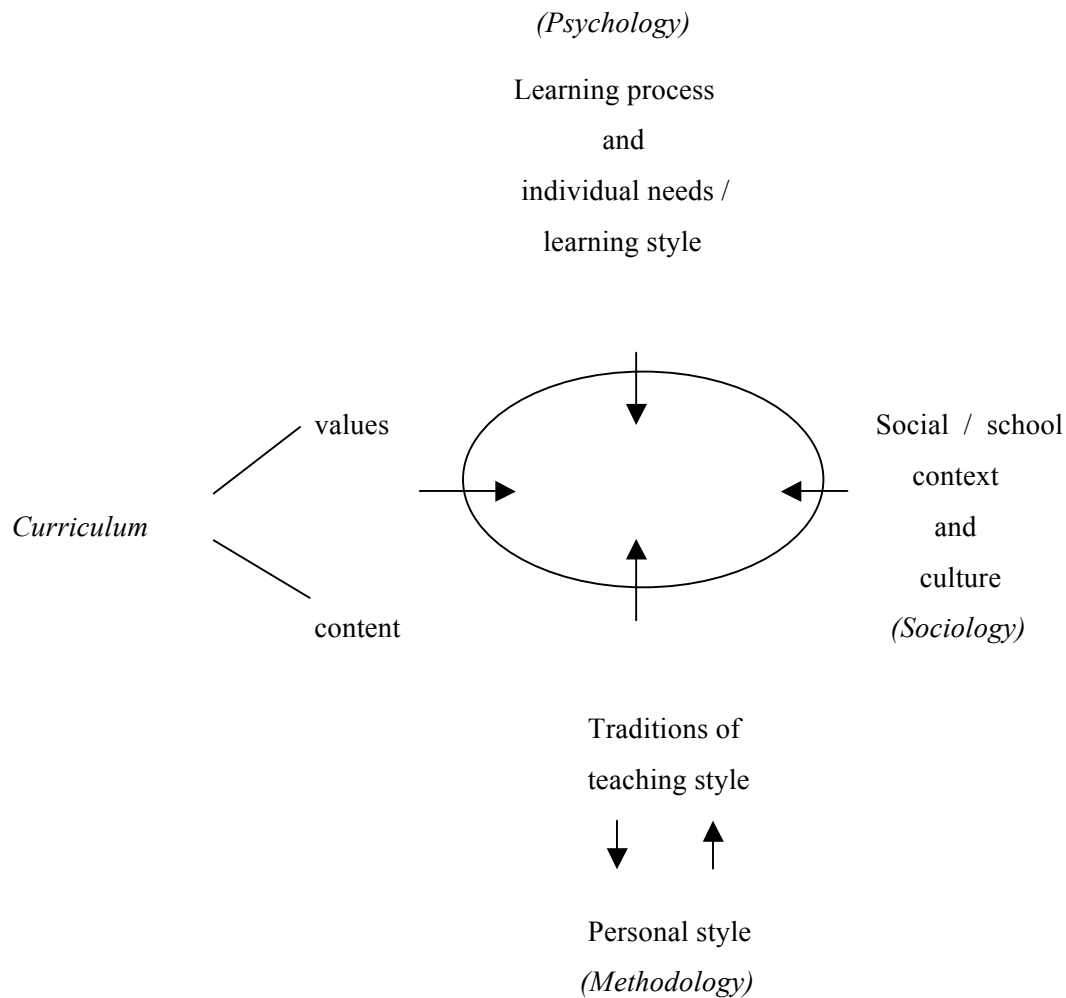 (Psychology)
Learning process
and
individual needs /
learning style
values
Curriculum
content
Social / school
context
and
culture
(Sociology)
Traditions of
teaching style
Personal style
(Methodology)